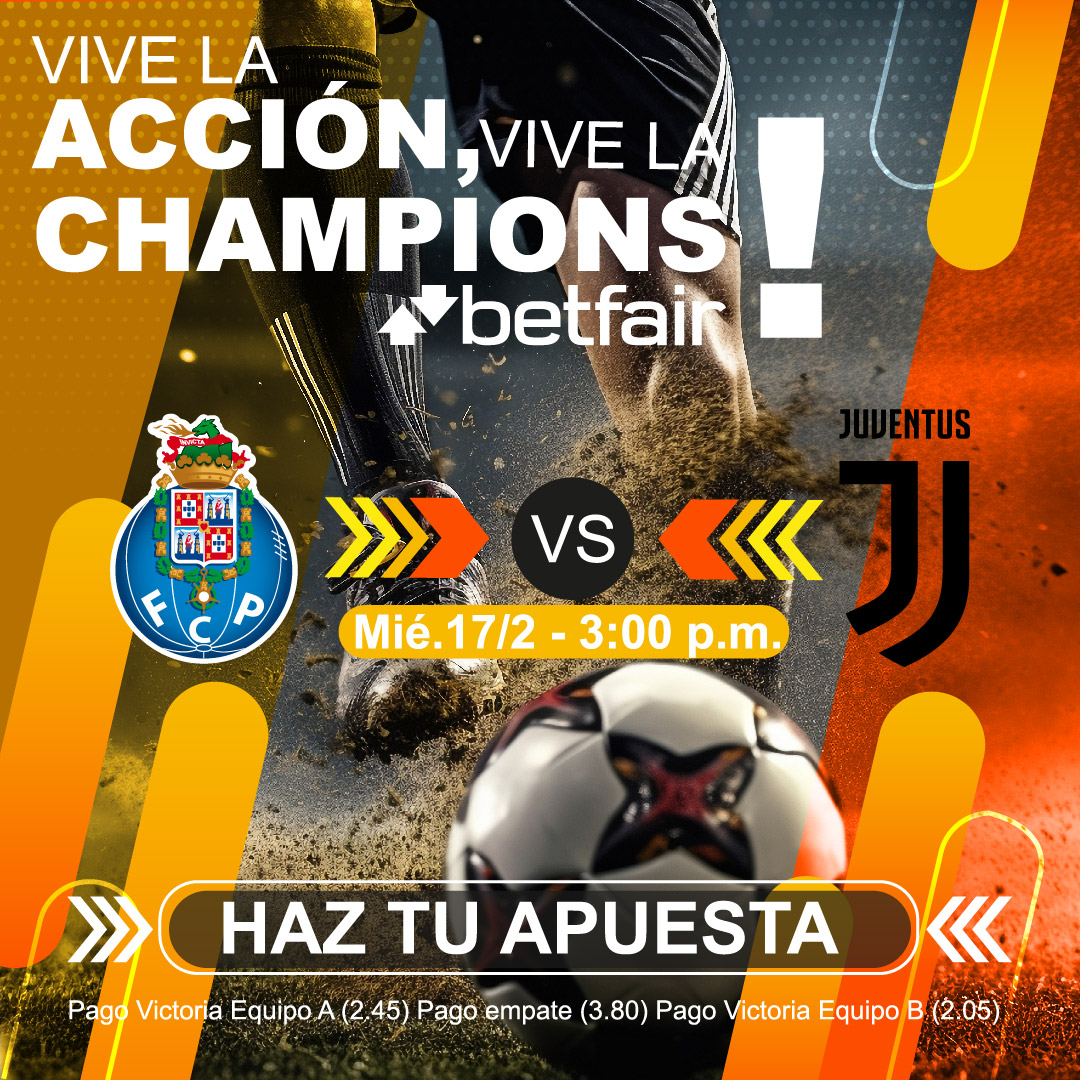 VIVE LA
ACCIÓN, VIVE LA
CHAMPIONS!
betfair
JUVENTUS
INVICTA
FCP
VS
Mié.17/2 - 3:00 p.m.
HAZ TU APUESTA
Pago Victoria Equipo A (2.45) Pago empate (3.80) Pago Victoria Equipo B (2.05)